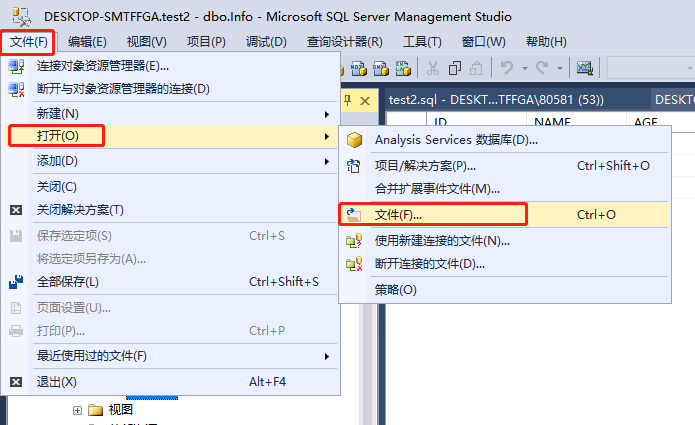 DESKTOP-SMTFFGA.test2 - dbo.Info - Microsoft SQL Server Management Studio
文件(F) 编辑(E) 视图(V) 项目(P) 调试(D) 查询设计器(R) 工具(T) 窗口(W) 帮助(H)
连接对象资源管理器(E)...
断开与对象资源管理器的连接(D)
新建(N)
打开(O)
添加(D)
关闭(C)
关闭解决方案(T)
保存选定项(S) Ctrl+S
将选定项另存为(A)...
全部保存(L) Ctrl+Shift+S
页面设置(U)...
打印(P)... Ctrl+P
最近使用过的文件(F)
退出(X) Alt+F4
test2.sql - DESKT...TFFGA\80581 (53)) DESKTO
ID NAME AGE
Analysis Services 数据库(D)...
项目/解决方案(P)... Ctrl+Shift+O
合并扩展事件文件(M)...
文件(F)... Ctrl+O
使用新建连接的文件(N)...
断开连接的文件(D)...
策略(O)
视图